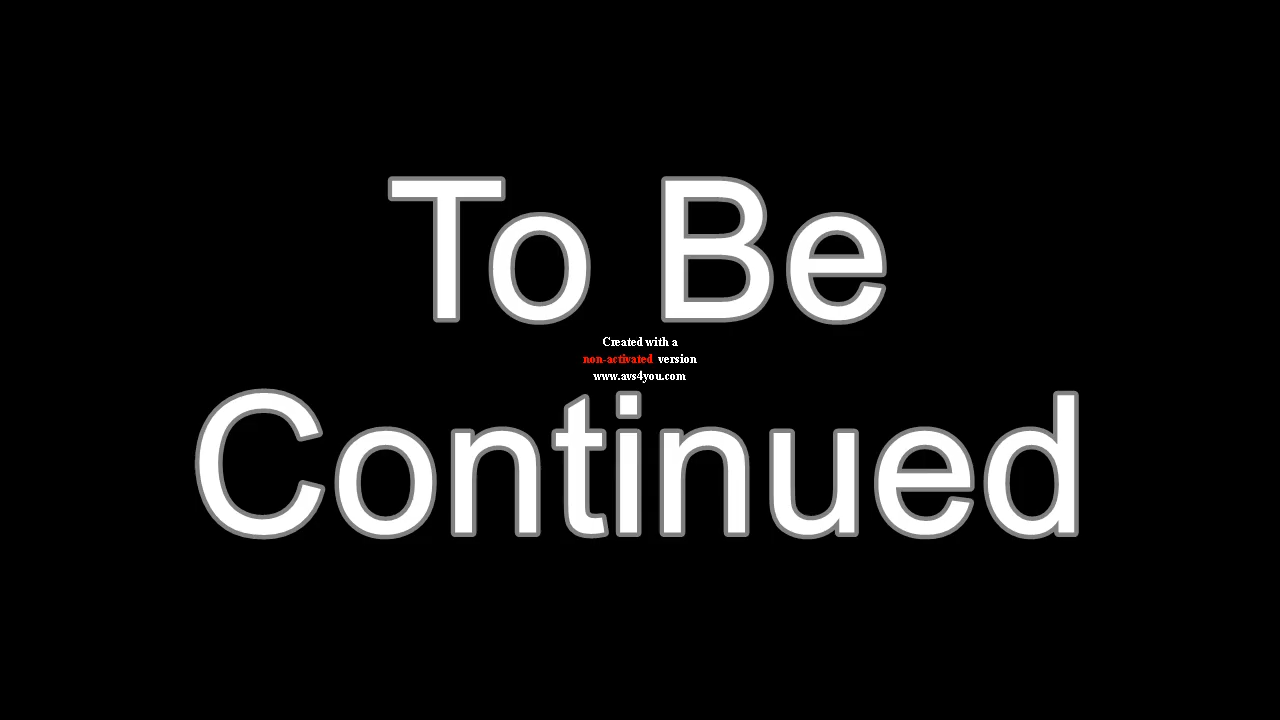 To Be
Created with a
non-activated version
www.avs4you.com
Continued